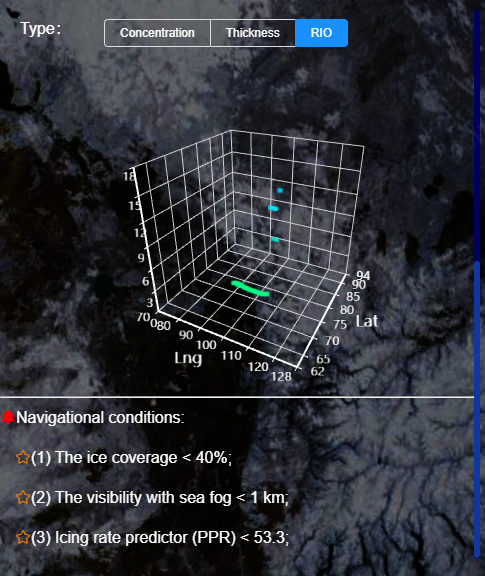 Type:
Concentration Thickness RIO
18
15
12
9
6
3
0
70 80 90 100 110 120 128
Lng
94
90
85
80
75
70
65
62
Lat
Navigational conditions:
(1) The ice coverage < 40%;
(2) The visibility with sea fog < 1 km;
(3) Icing rate predictor (PPR) < 53.3;